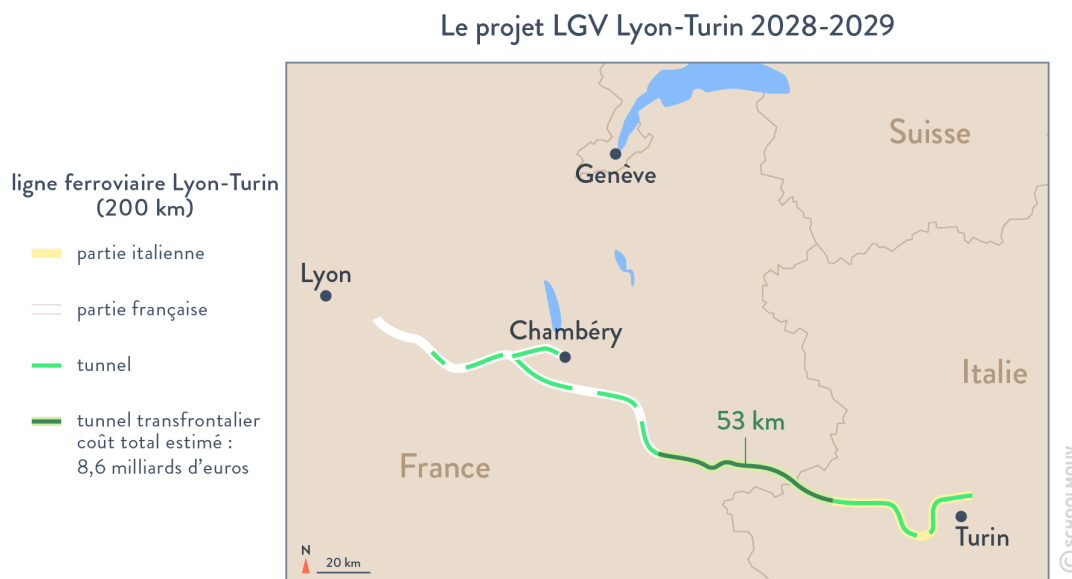 Le projet LGV Lyon-Turin 2028-2029
ligne ferroviaire Lyon-Turin
(200 km)
partie italienne
partie française
tunnel
tunnel transfrontalier
coût total estimé :
8,6 milliards d'euros
Suisse
Genève
Lyon
Chambéry
Italie
53 km
France
Turin
N
20 km
© SCHOOLMOUV